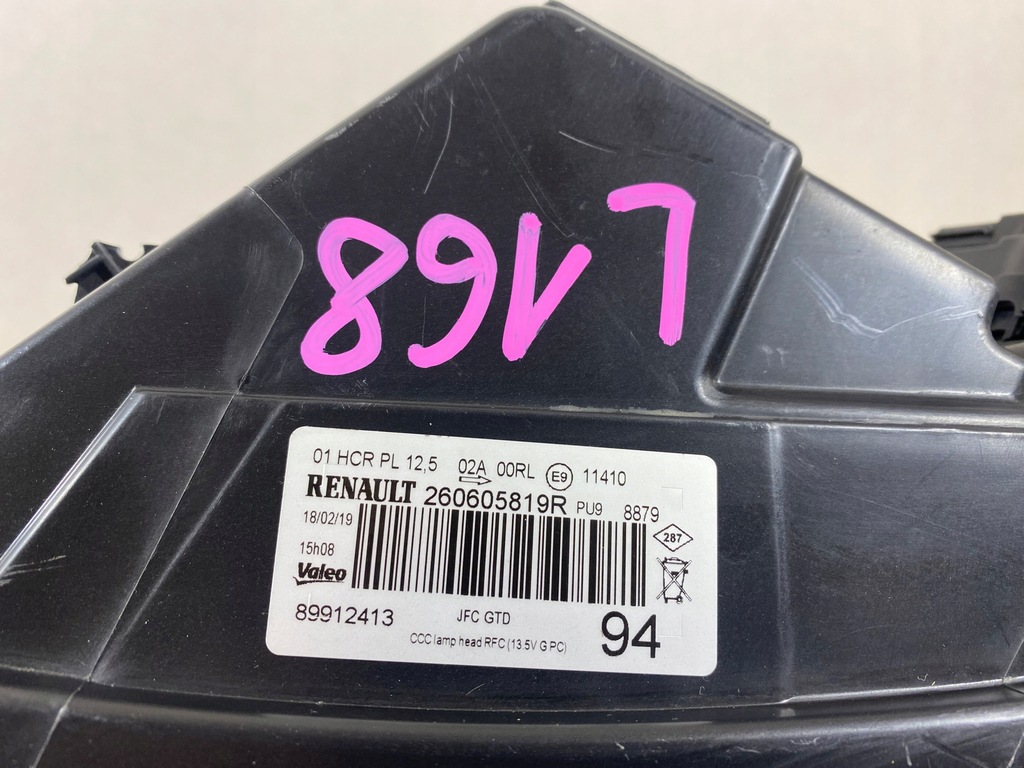 L168
01 HCR PL 12,5 02A 00RL E9 11410
RENAULT 260605819R PU9 8879
18/02/19
287
15h08
Valeo
89912413 JFC GTD 94
CCC lamp head RFC (13.5V G PC)